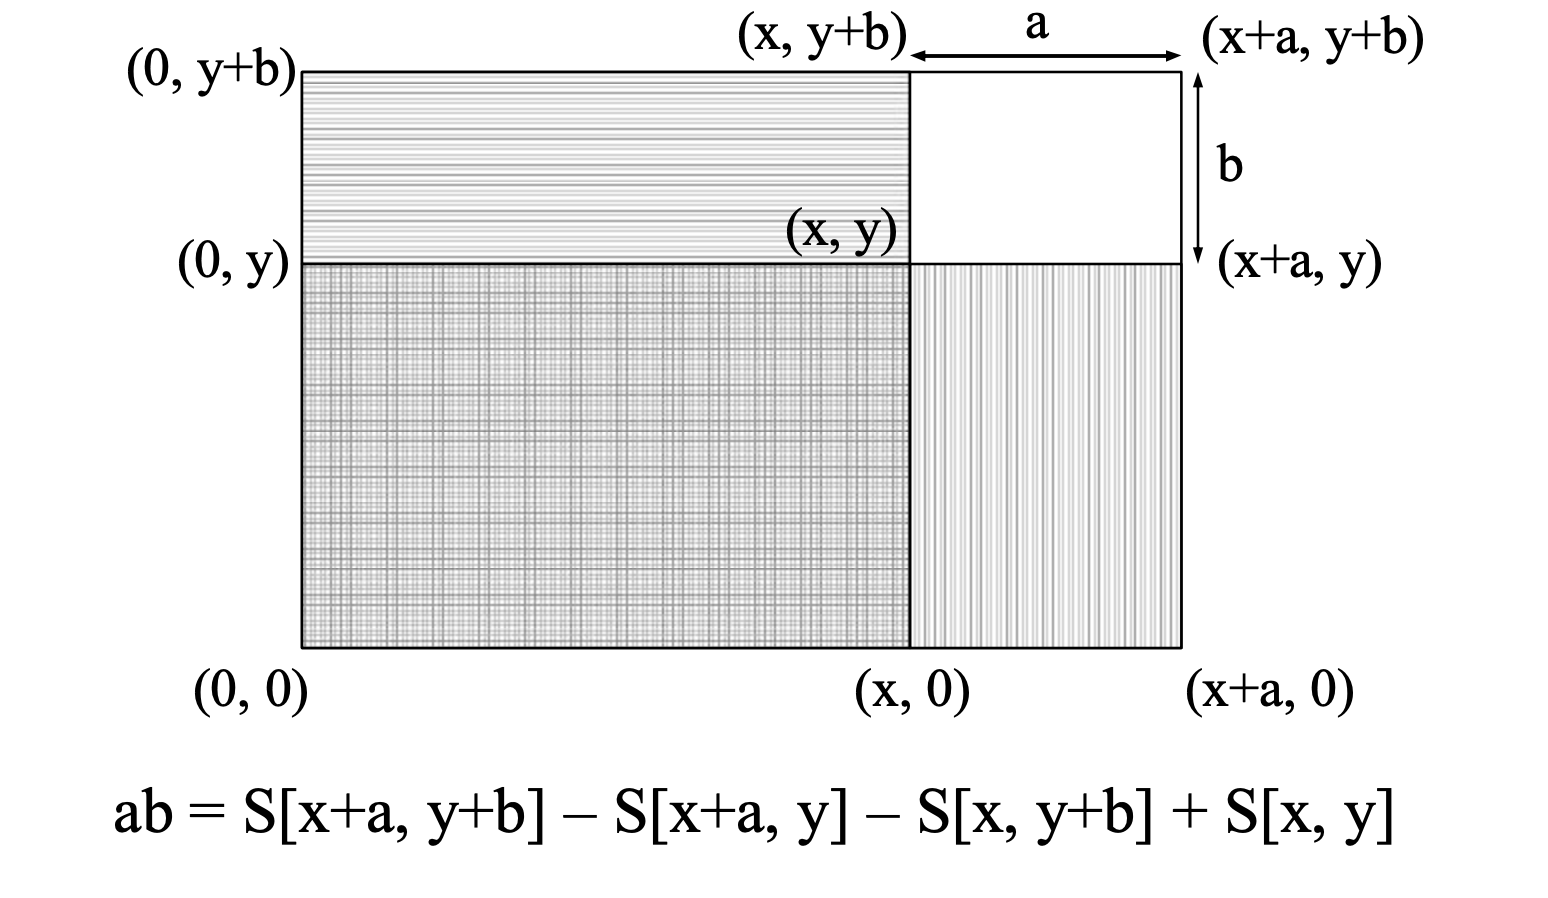 (x, y+b)
a
(x+a, y+b)
(0, y+b)
b
(x, y)
(0, y)
(x+a, y)
(0, 0)
(x, 0)
(x+a, 0)
ab = S[x+a, y+b] – S[x+a, y] – S[x, y+b] + S[x, y]